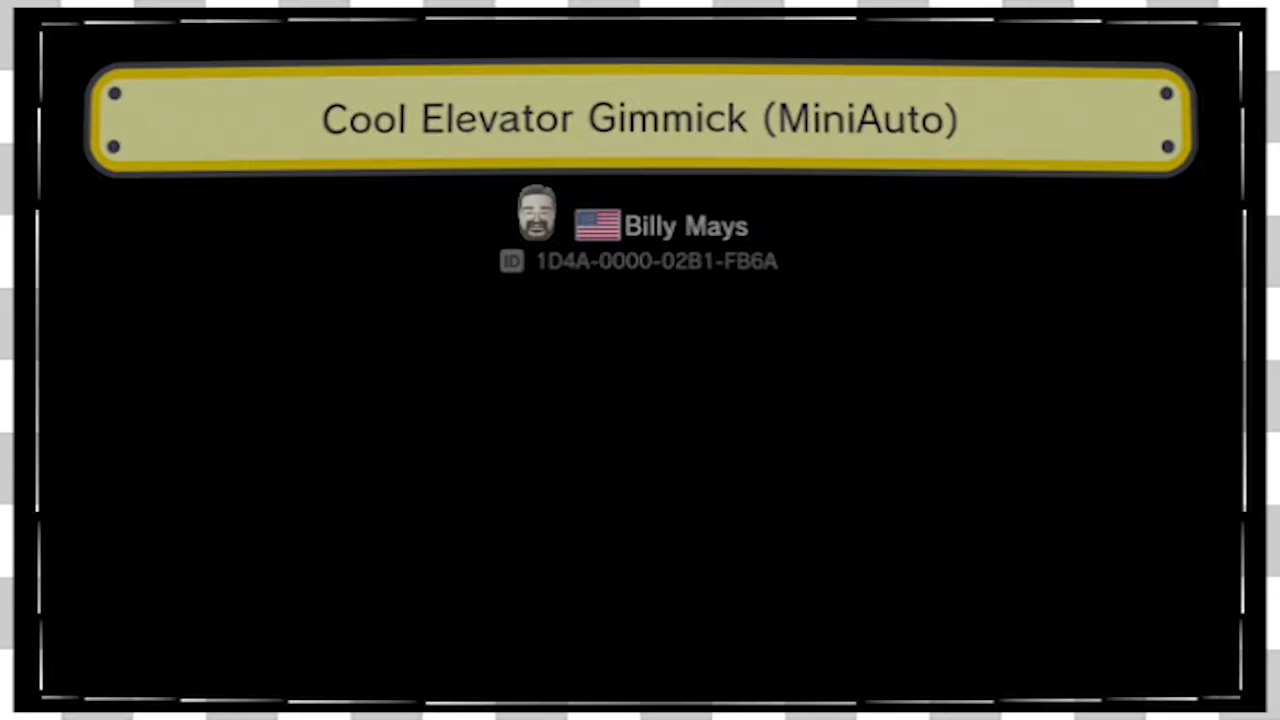 Cool Elevator Gimmick (MiniAuto)
Billy Mays
ID 1D4A-0000-02B1-FB6A